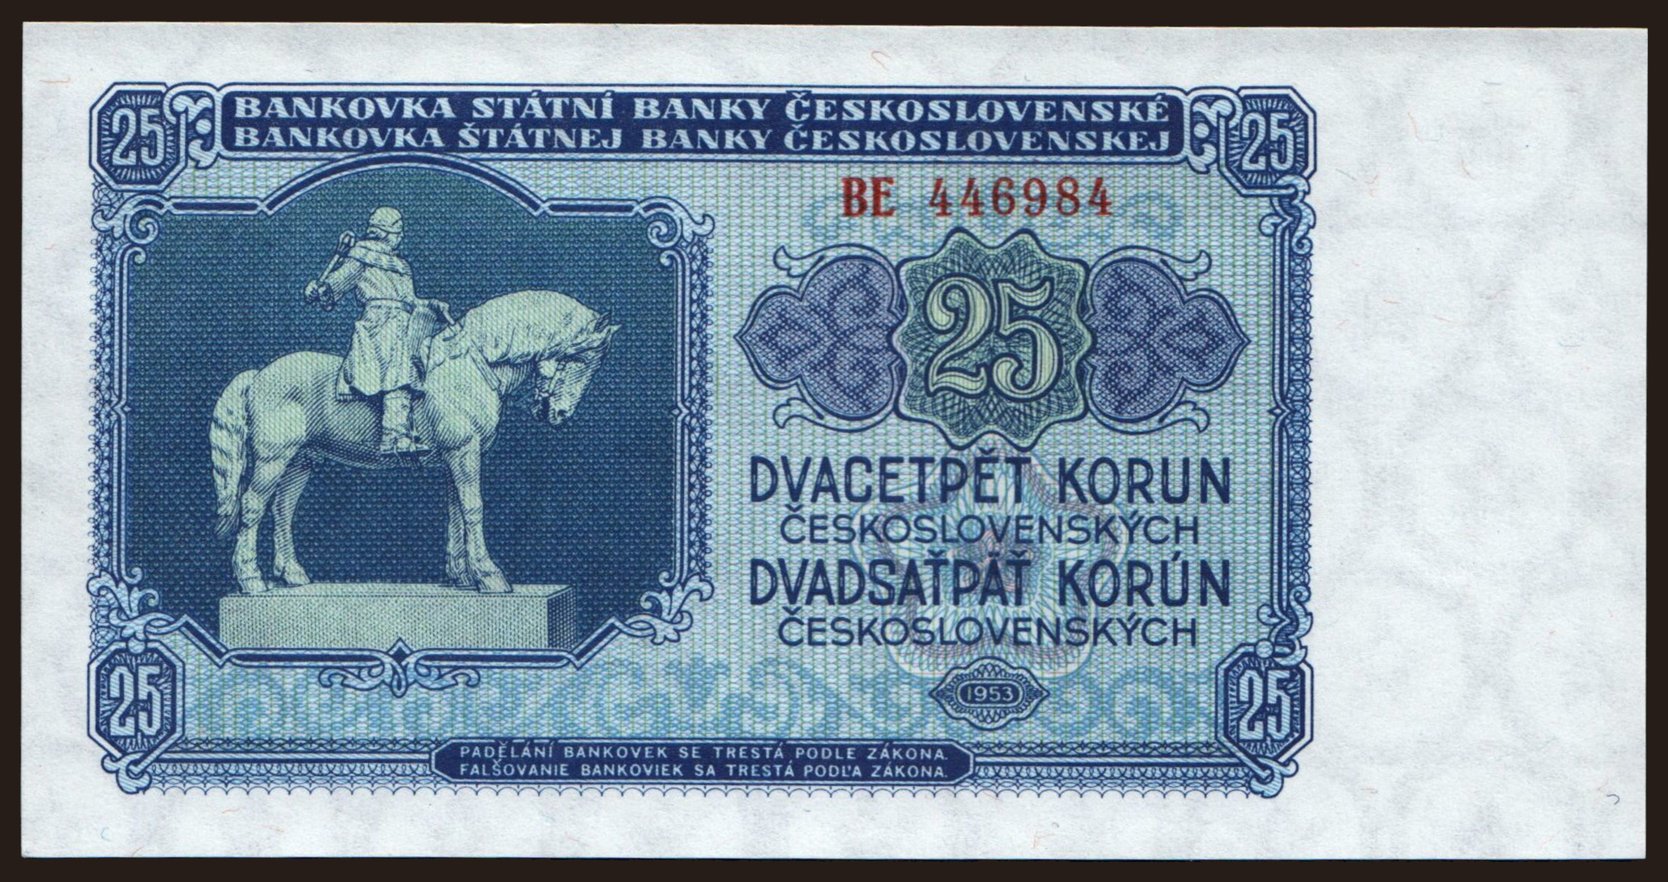 BANKOVKA STÁTNÍ BANKY ČESKOSLOVENSKÉ
BANKOVKA ŠTÁTNEJ BANKY ČESKOSLOVENSKEJ
25
25
BE 446984
25
DVACETPĚT KORUN
ČESKOSLOVENSKÝCH
DVADSAŤPÄŤ KORÚN
ČESKOSLOVENSKÝCH
1953
25
25
PADĚLÁNÍ BANKOVEK SE TRESTÁ PODLE ZÁKONA.
FALŠOVANIE BANKOVIEK SA TRESTÁ PODĽA ZÁKONA.